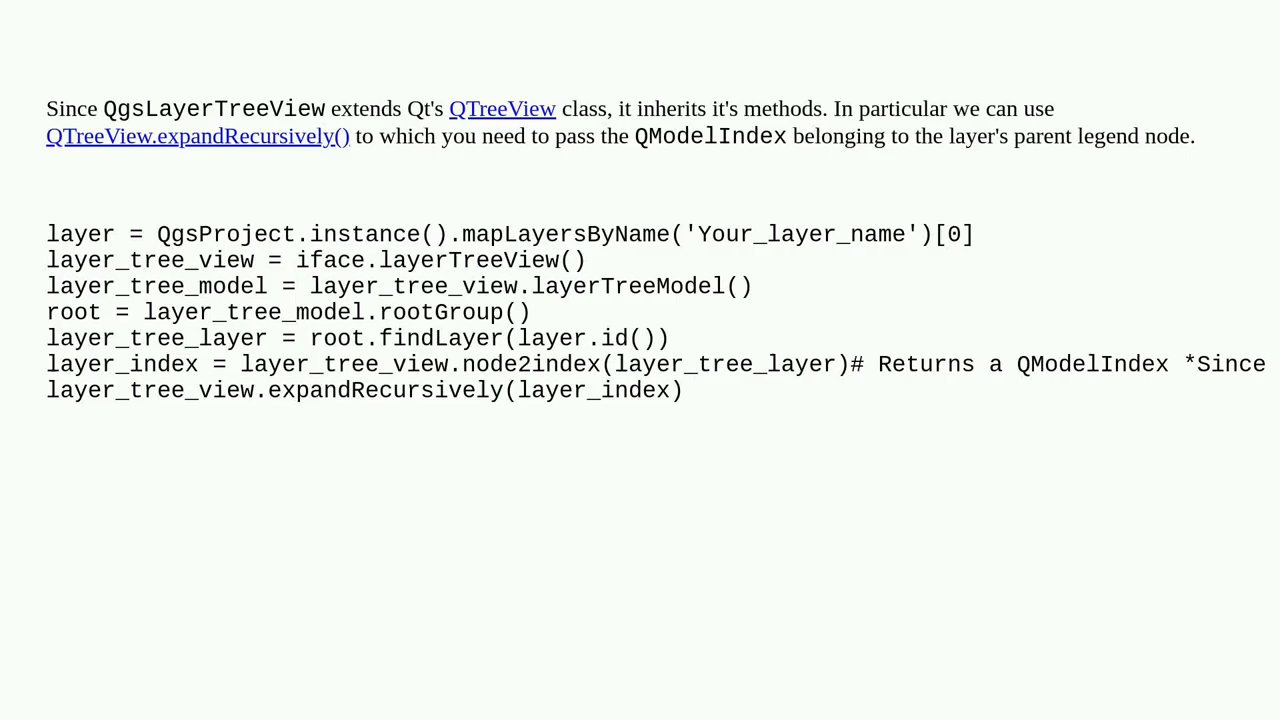 Since QgsLayerTreeView extends Qt's QTreeView class, it inherits it's methods. In particular we can use
QTreeView.expandRecursively() to which you need to pass the QModelIndex belonging to the layer's parent legend node.
layer = QgsProject.instance().mapLayersByName('Your_layer_name')[0]
layer_tree_view = iface.layerTreeView()
layer_tree_model = layer_tree_view.layerTreeModel()
root = layer_tree_model.rootGroup()
layer_tree_layer = root.findLayer(layer.id())
layer_index = layer_tree_view.node2index(layer_tree_layer)# Returns a QModelIndex *Since
layer_tree_view.expandRecursively(layer_index)